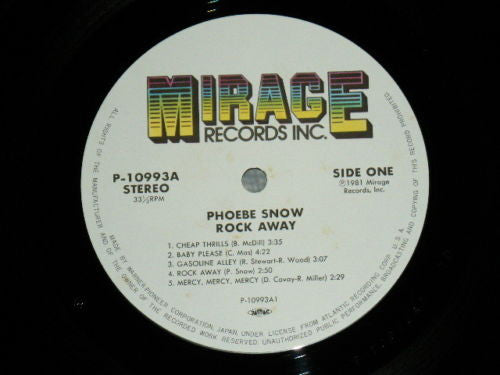 MIRAGE
RECORDS INC.
P-10993A
STEREO
33⅓RPM
SIDE ONE
℗1981 Mirage
Records, Inc.
PHOEBE SNOW
ROCK AWAY
1. CHEAP THRILLS (B. McDill) 3:35
2. BABY PLEASE (C. Mas) 4:22
3. GASOLINE ALLEY (R. Stewart-R. Wood) 3:07
4. ROCK AWAY (P. Snow) 2:50
5. MERCY, MERCY, MERCY (D. Covay-R. Miller) 2:29
P-10993A1
ALL RIGHTS OF THE MANUFACTURER AND OF THE OWNER OF THE RECORDED WORK RESERVED. UNAUTHORIZED PUBLIC PERFORMANCE, BROADCASTING AND COPYING OF THIS RECORD PROHIBITED.
MADE BY WARNER-PIONEER CORPORATION, JAPAN, UNDER LICENSE FROM ATLANTIC RECORDING CORP. / U.S.A.